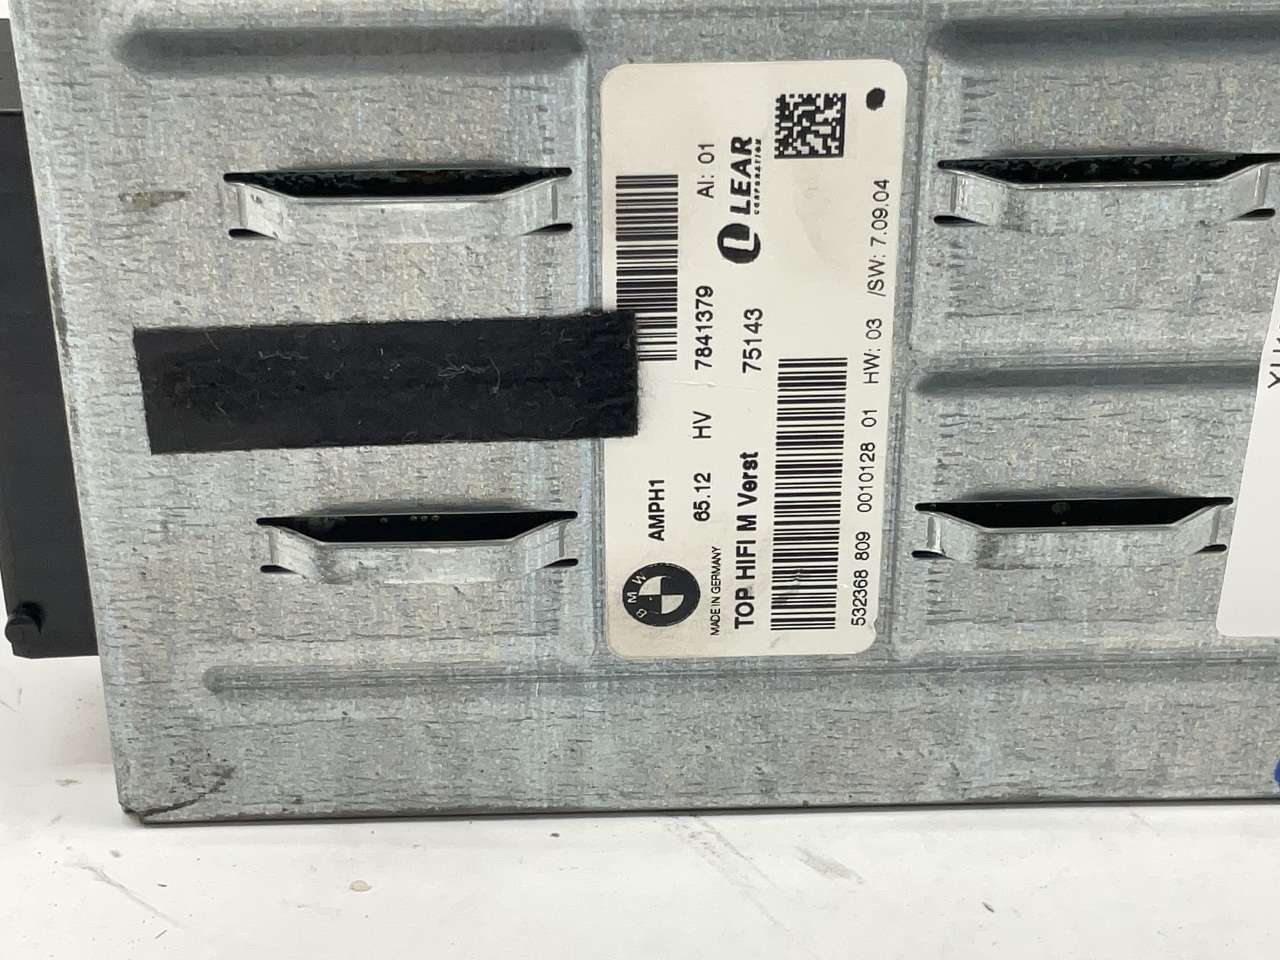 BMW
AMPH1
MADE IN GERMANY
65.12 HV 7841379 AI: 01
TOP HIFI M Verst 75143
LEAR
CORPORATION
532368 809 0010128 01 HW: 03 /SW: 7.09.04